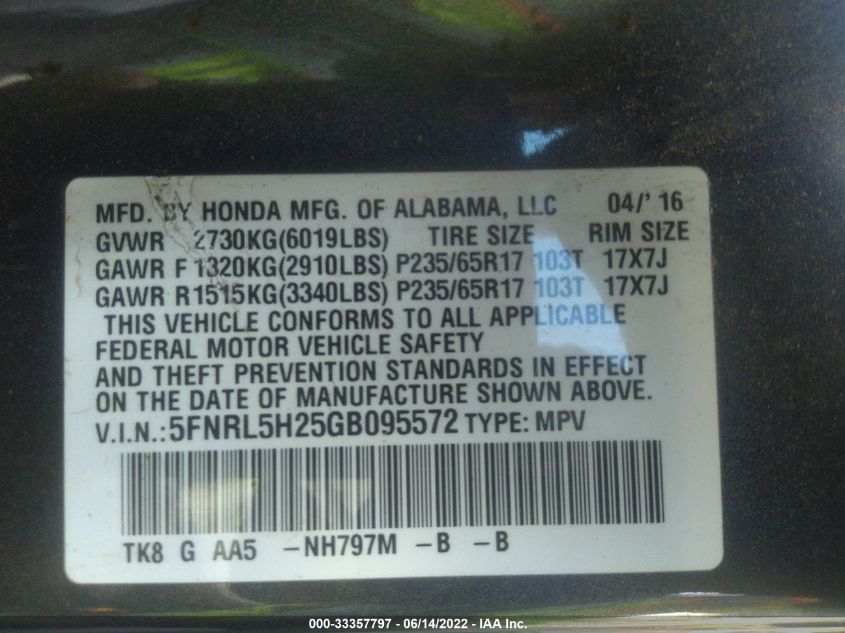 MFD. BY HONDA MFG. OF ALABAMA, LLC 04/' 16
GVWR 2730KG(6019LBS) TIRE SIZE RIM SIZE
GAWR F 1320KG(2910LBS) P235/65R17 103T 17X7J
GAWR R 1515KG(3340LBS) P235/65R17 103T 17X7J
THIS VEHICLE CONFORMS TO ALL APPLICABLE
FEDERAL MOTOR VEHICLE SAFETY
AND THEFT PREVENTION STANDARDS IN EFFECT
ON THE DATE OF MANUFACTURE SHOWN ABOVE.
V.I.N.: 5FNRL5H25GB095572 TYPE: MPV
TK8 G AA5 -NH797M -B -B
000-33357797 - 06/14/2022 - IAA Inc.